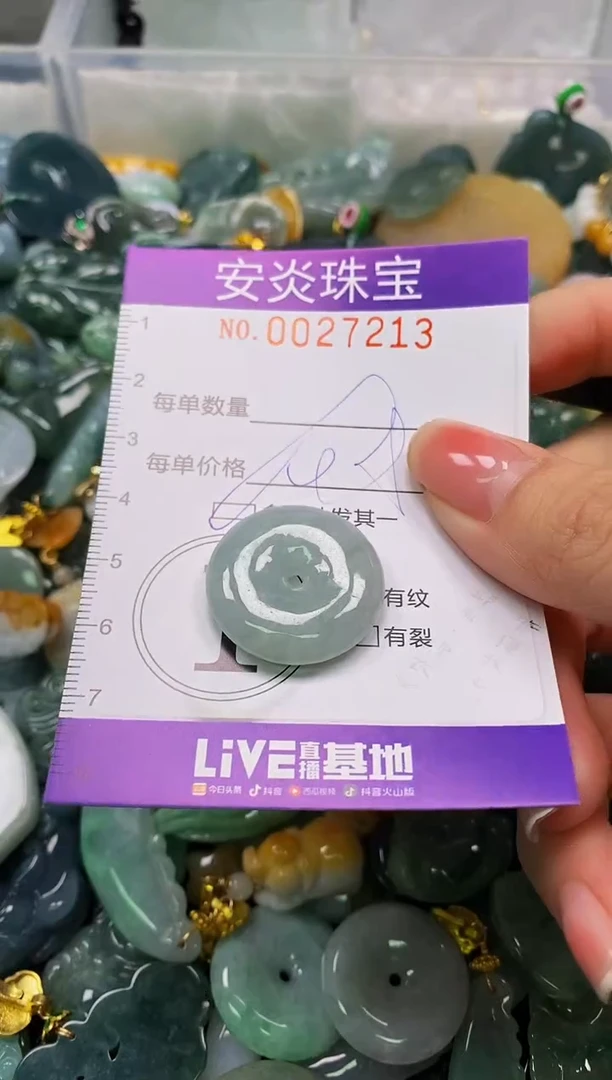 安炎珠宝
NO. 0027213
1
2
每单数量
3
每单价格
4
发其一
5
有纹
6
有裂
7
LiVE直播基地
今日头条 抖音 西瓜视频 抖音火山版